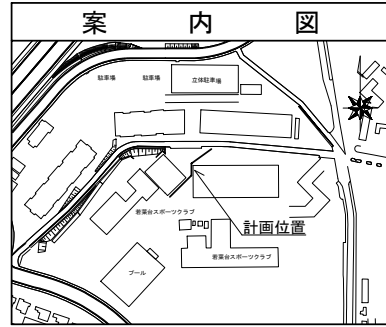 案内図
駐車場 駐車場 立体駐車場
若葉台スポーツクラブ
計画位置
若葉台スポーツクラブ
プール